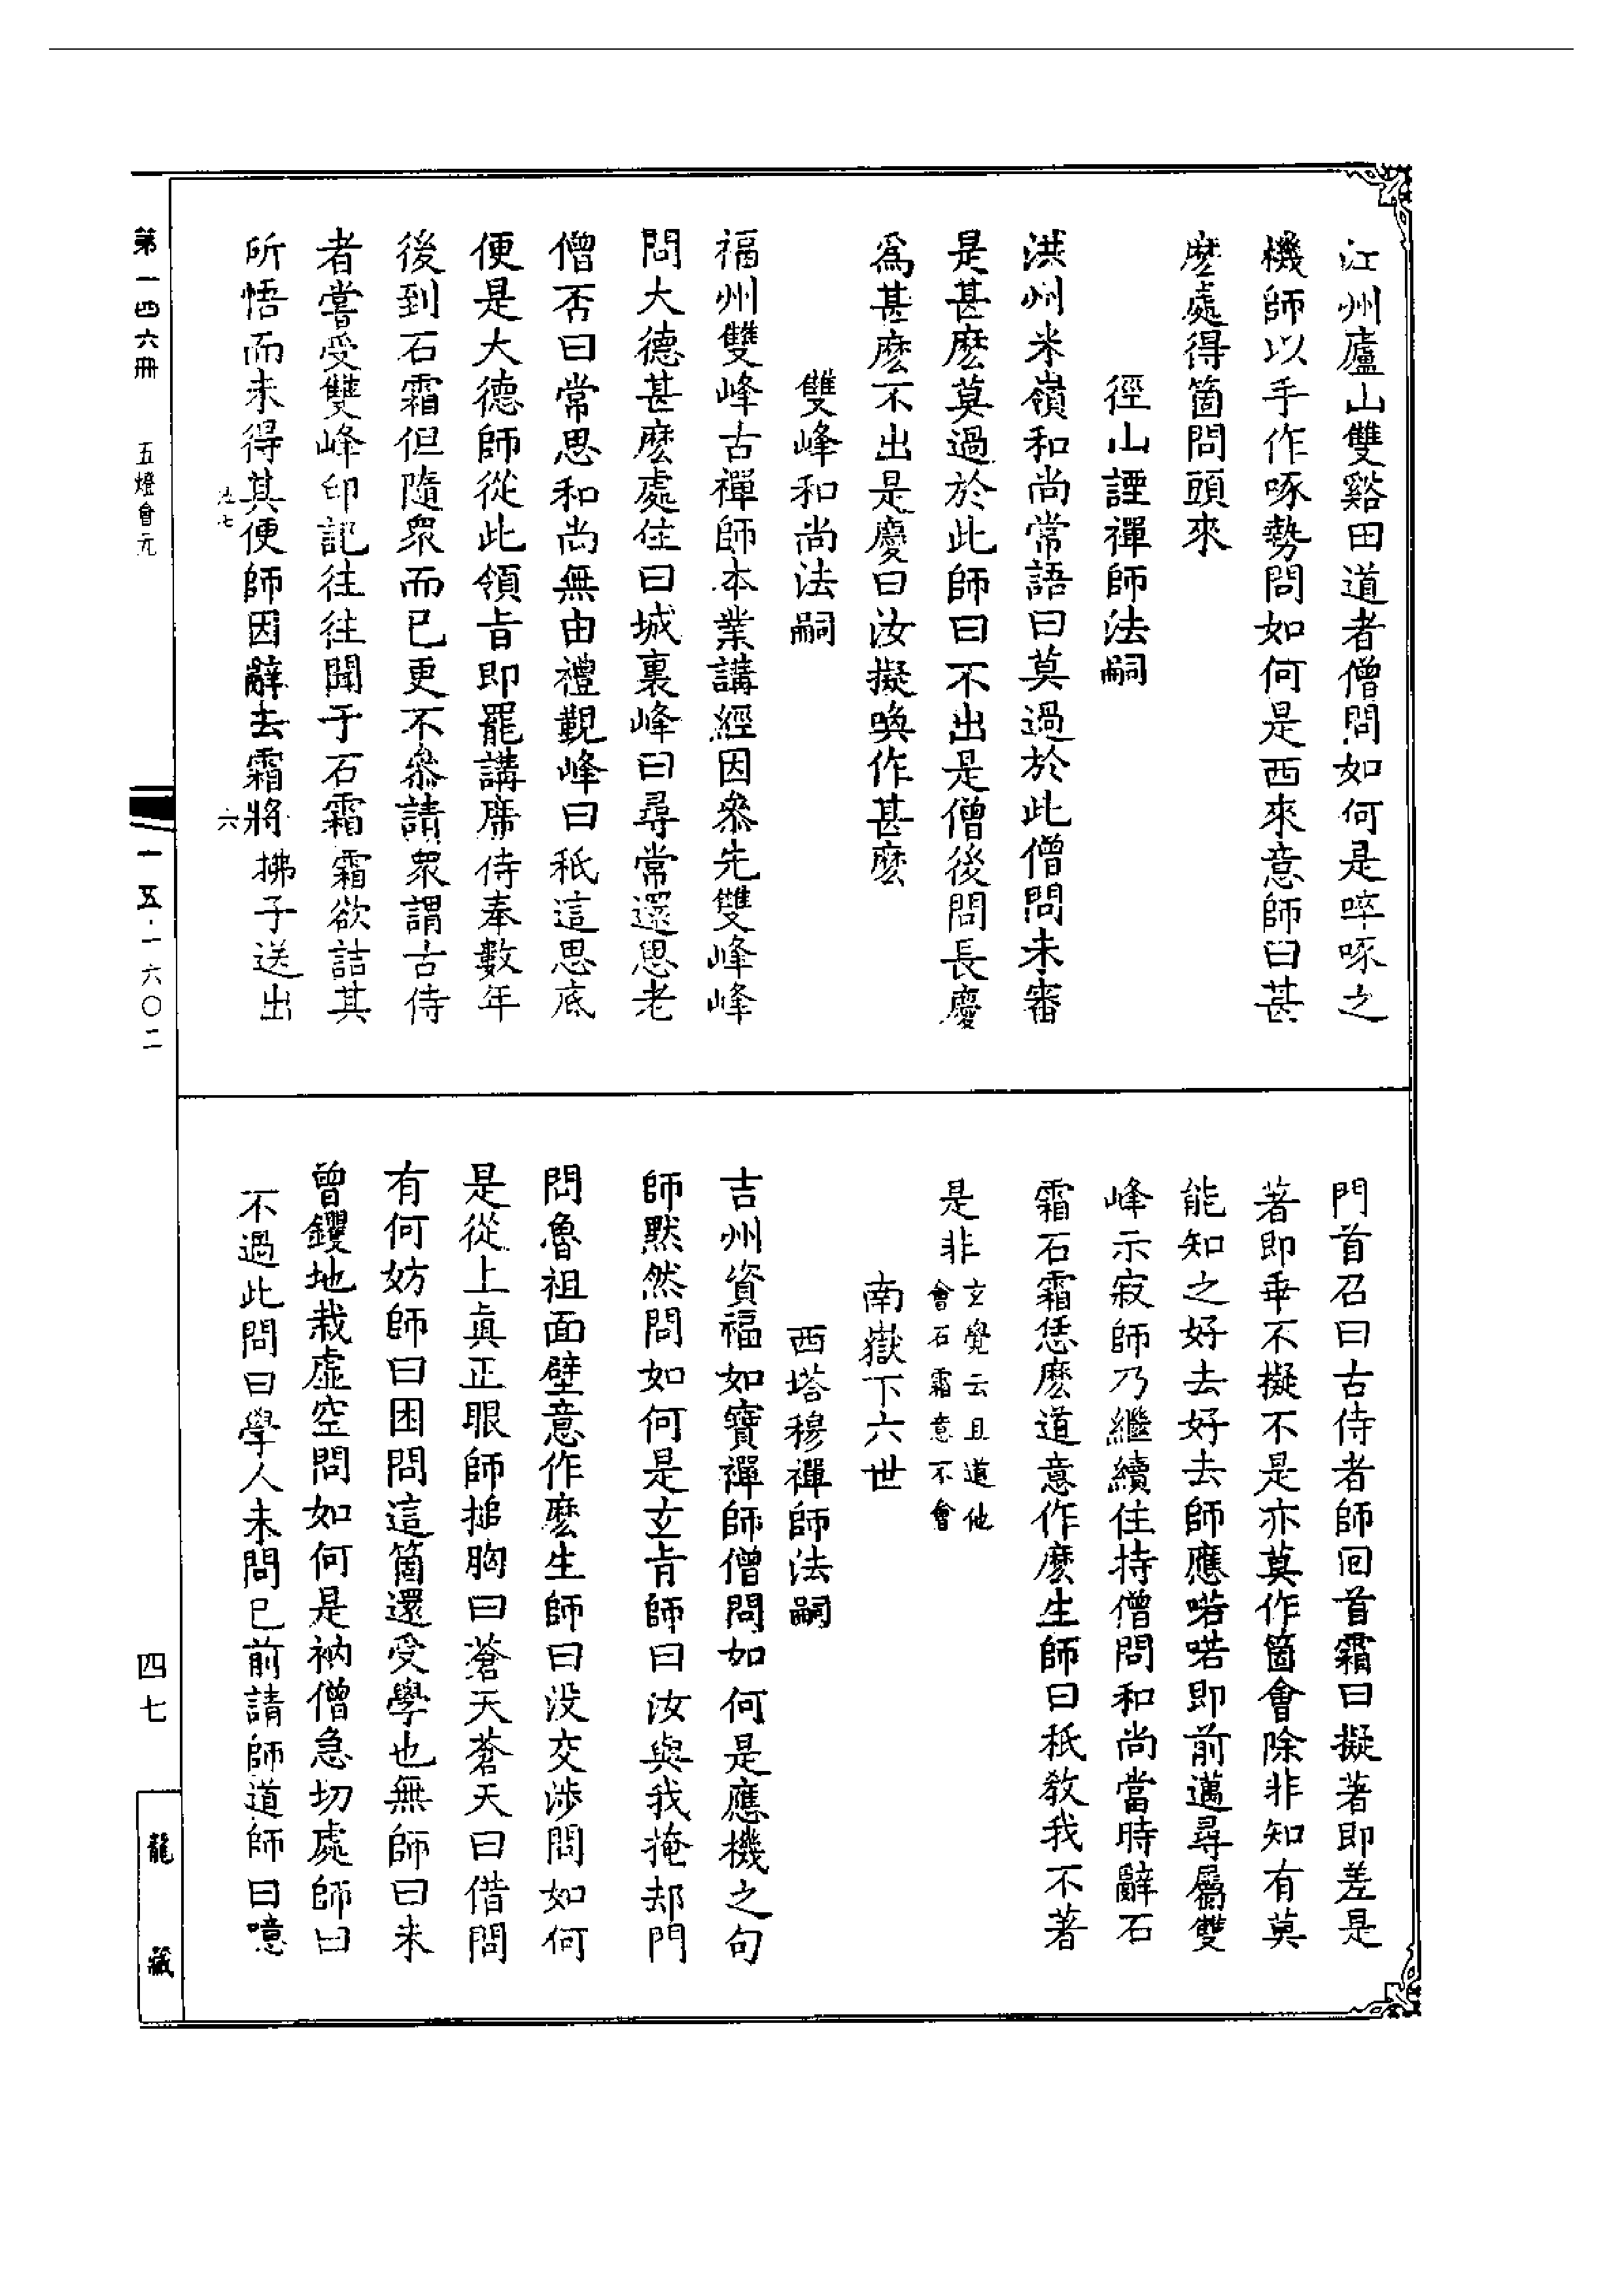 江州廬山雙谿田道者僧問如何是啐啄之
機師以手作啄勢問如何是西來意師曰甚
麽處得箇問頭來
徑山諲禪師法嗣
洪州米嶺和尚常語曰莫過於此僧問未審
是甚麽莫過於此師曰不出是僧後問長慶
爲甚麽不出是慶曰汝擬喚作甚麽
雙峰和尚法嗣
福州雙峰古禪師本業講經因叅先雙峰峰
問大德甚麽處住曰城裏峰曰尋常還思老
僧否曰常思和尚無由禮覲峰曰秖這思底
便是大德師從此領旨即罷講席侍奉數年
後到石霜但隨衆而已更不叅請衆謂古侍
者嘗受雙峰印記往往聞于石霜霜欲詰其
所悟而未得其便師因辭去霜將拂子送出
六
門首召曰古侍者師回首霜曰擬著即差是
著即乖不擬不是亦莫作箇會除非知有莫
能知之好去好去師應喏喏即前邁尋屬雙
峰示寂師乃繼續住持僧問和尚當時辭石
霜石霜恁麽道意作麽生師曰秖教我不著
是非
玄覺云且道他
會石霜意不會
南嶽下六世
西塔穆禪師法嗣
吉州資福如寶禪師僧問如何是應機之句
師默然問如何是玄旨師曰汝與我掩却門
問魯祖面壁意作麽生師曰没交涉問如何
是從上真正眼師搥胸曰蒼天蒼天曰借問
有何妨師曰困問這箇還受學也無師曰未
曾钁地栽虛空問如何是衲僧急切處師曰
不過此問曰學人未問已前請師道師曰噫
第一四六冊
五燈會元
一五·一六〇二
四七
龍藏